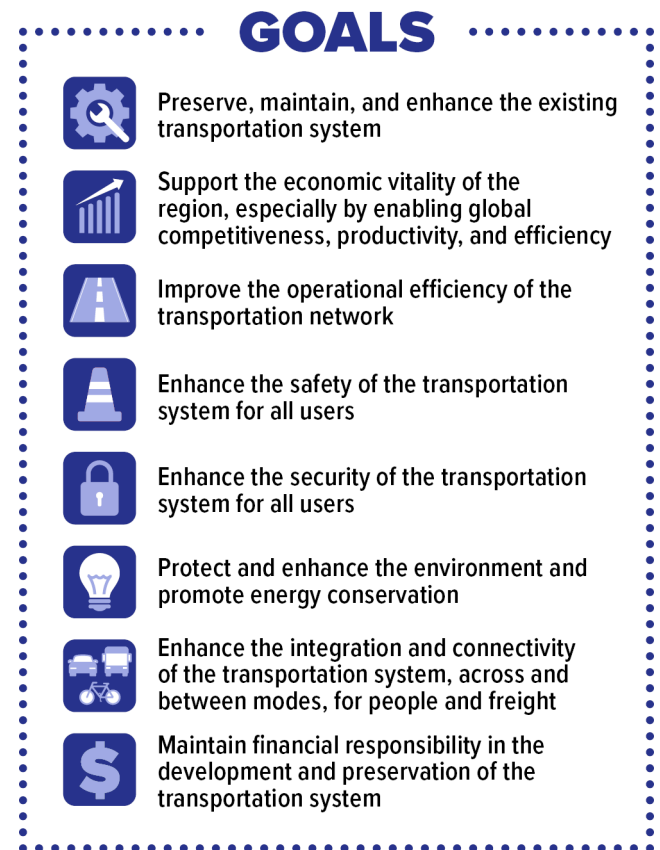 GOALS
Preserve, maintain, and enhance the existing
transportation system
Support the economic vitality of the
region, especially by enabling global
competitiveness, productivity, and efficiency
Improve the operational efficiency of the
transportation network
Enhance the safety of the transportation
system for all users
Enhance the security of the transportation
system for all users
Protect and enhance the environment and
promote energy conservation
Enhance the integration and connectivity
of the transportation system, across and
between modes, for people and freight
$
Maintain financial responsibility in the
development and preservation of the
transportation system